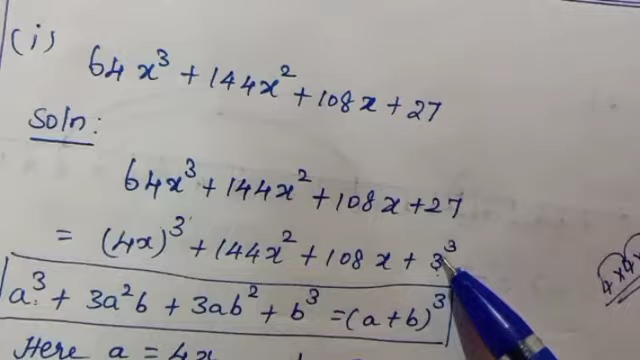 (i) 64x³ + 144x² + 108x + 27
Soln:
64x³ + 144x² + 108x + 27
= (4x)³ + 144x² + 108x + 3³
a³ + 3a²b + 3ab² + b³ = (a+b)³
Here a = 4x